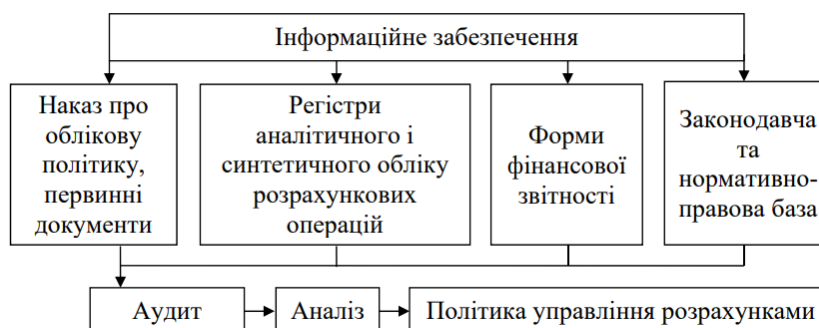 Інформаційне забезпечення
Наказ про
облікову
політику,
первинні
документи
Регістри
аналітичного і
синтетичного обліку
розрахункових
операцій
Форми
фінансової
звітності
Законодавча
та
нормативно-
правова база
Аудит
Аналіз
Політика управління розрахунками